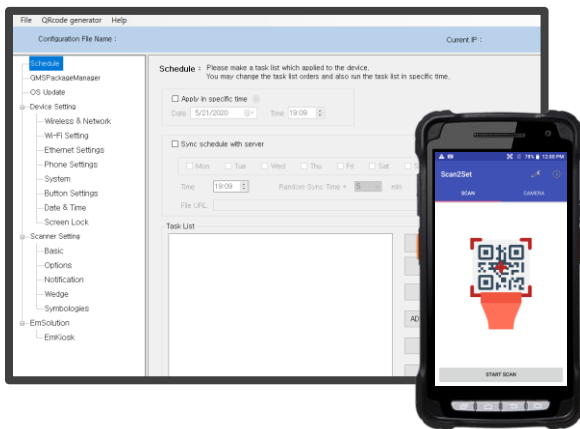 File QRcode generator Help
Configuration File Name :
Current IP :
Schedule
GMSPackageManager
OS Update
Device Setting
Wireless & Network
Wi-Fi Setting
Ethernet Settings
Phone Settings
System
Button Settings
Date & Time
Screen Lock
Scanner Setting
Basic
Options
Notification
Wedge
Symbologies
EmSolution
EmKiosk
Schedule : Please make a task list which applied to the device.
You may change the task list orders and also run the task list in specific time.
Apply in specific time
Date 5/21/2020 Time 19:09
Sync schedule with server
Mon Tue Wed Thu Fri Sat S
Time 19:09 Random Sync Time + 5 min
File URL:
Task List
AD
78% 12:00 PM
Scan2Set
SCAN CAMERA
START SCAN